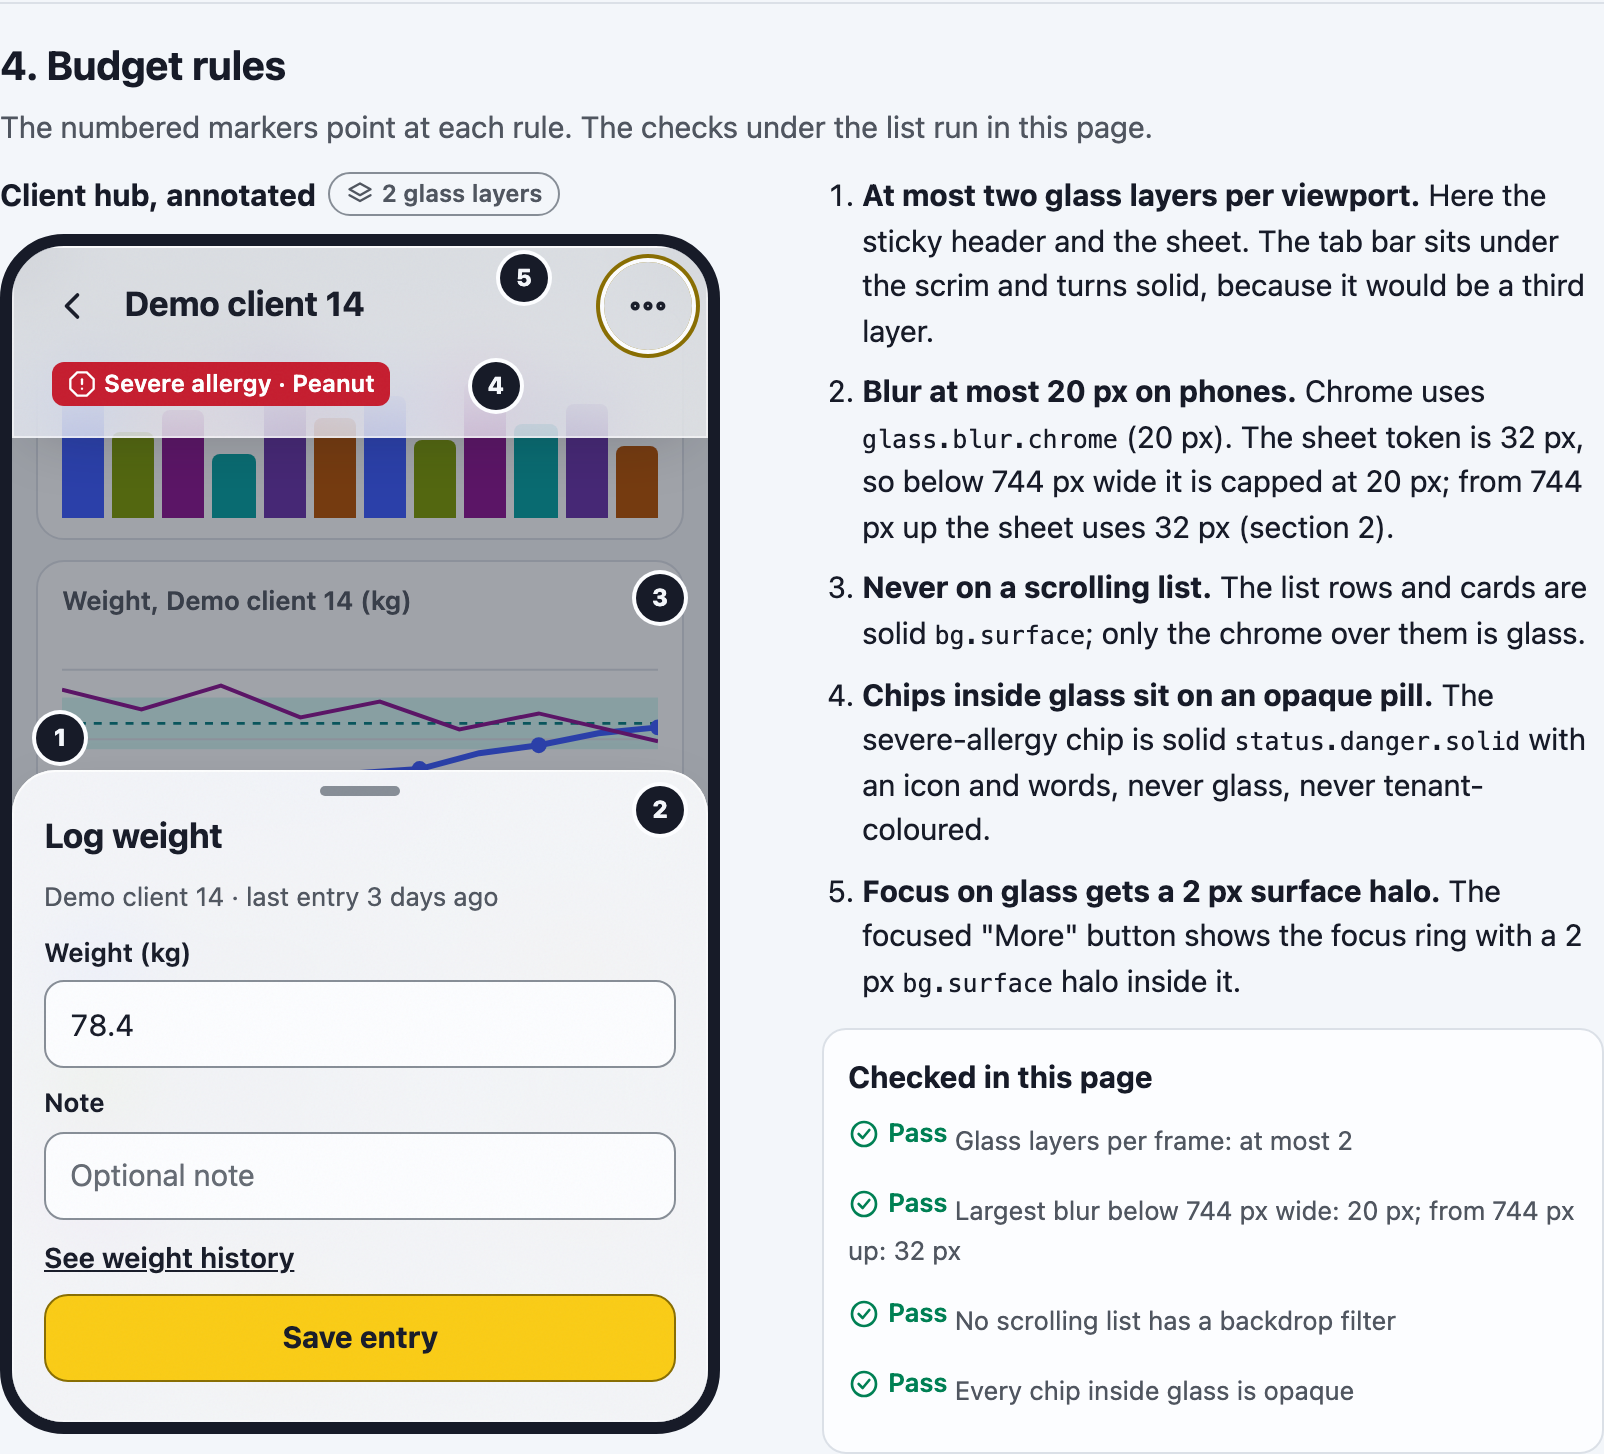 4. Budget rules
The numbered markers point at each rule. The checks under the list run in this page.
Client hub, annotated
2 glass layers
5
Demo client 14
Severe allergy · Peanut
4
Weight, Demo client 14 (kg)
3
1
2
Log weight
Demo client 14 · last entry 3 days ago
Weight (kg)
78.4
Note
Optional note
See weight history
Save entry
1. At most two glass layers per viewport. Here the
sticky header and the sheet. The tab bar sits under
the scrim and turns solid, because it would be a third
layer.
2. Blur at most 20 px on phones. Chrome uses
glass.blur.chrome (20 px). The sheet token is 32 px,
so below 744 px wide it is capped at 20 px; from 744
px up the sheet uses 32 px (section 2).
3. Never on a scrolling list. The list rows and cards are
solid bg.surface; only the chrome over them is glass.
4. Chips inside glass sit on an opaque pill. The
severe-allergy chip is solid status.danger.solid with
an icon and words, never glass, never tenant-
coloured.
5. Focus on glass gets a 2 px surface halo. The
focused "More" button shows the focus ring with a 2
px bg.surface halo inside it.
Checked in this page
Pass Glass layers per frame: at most 2
Pass Largest blur below 744 px wide: 20 px; from 744 px
up: 32 px
Pass No scrolling list has a backdrop filter
Pass Every chip inside glass is opaque